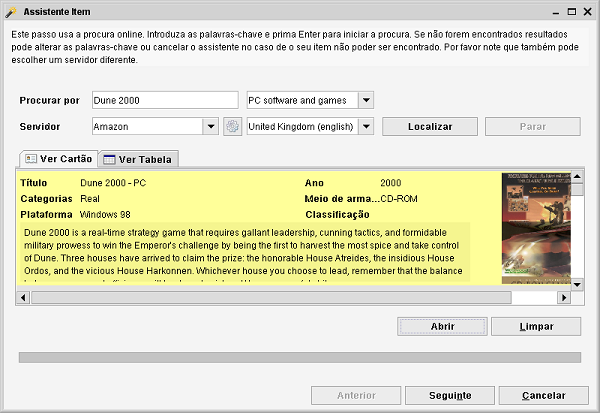 Assistente Item
Este passo usa a procura online. Introduza as palavras-chave e prima Enter para iniciar a procura. Se não forem encontrados resultados
pode alterar as palavras-chave ou cancelar o assistente no caso de o seu item não poder ser encontrado. Por favor note que também pode
escolher um servidor diferente.
Procurar por Dune 2000 PC software and games
Servidor Amazon United Kingdom (english) Localizar Parar
Ver Cartão Ver Tabela
Título Dune 2000 - PC Ano 2000
Categorias Real Meio de arma...CD-ROM
Plataforma Windows 98 Classificação
Dune 2000 is a real-time strategy game that requires gallant leadership, cunning tactics, and formidable
military prowess to win the Emperor's challenge by being the first to harvest the most spice and take control
of Dune. Three houses have arrived to claim the prize: the honorable House Atreides, the insidious House
Ordos, and the vicious House Harkonnen. Whichever house you choose to lead, remember that the balance
Abrir Limpar
Anterior Seguinte Cancelar